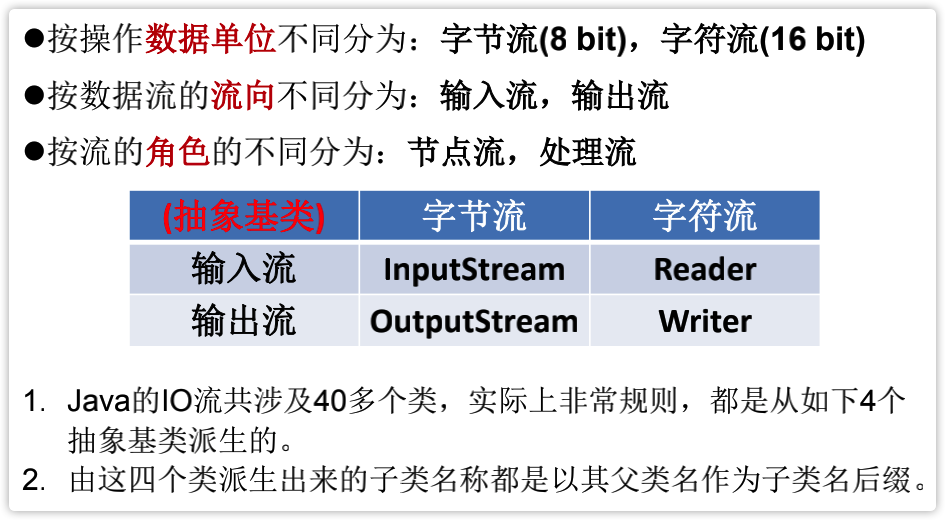 ●按操作数据单位不同分为：字节流(8 bit)，字符流(16 bit)
●按数据流的流向不同分为：输入流，输出流
●按流的角色的不同分为：节点流，处理流
(抽象基类) 字节流 字符流
输入流 InputStream Reader
输出流 OutputStream Writer
1. Java的IO流共涉及40多个类，实际上非常规则，都是从如下4个
抽象基类派生的。
2. 由这四个类派生出来的子类名称都是以其父类名作为子类名后缀。